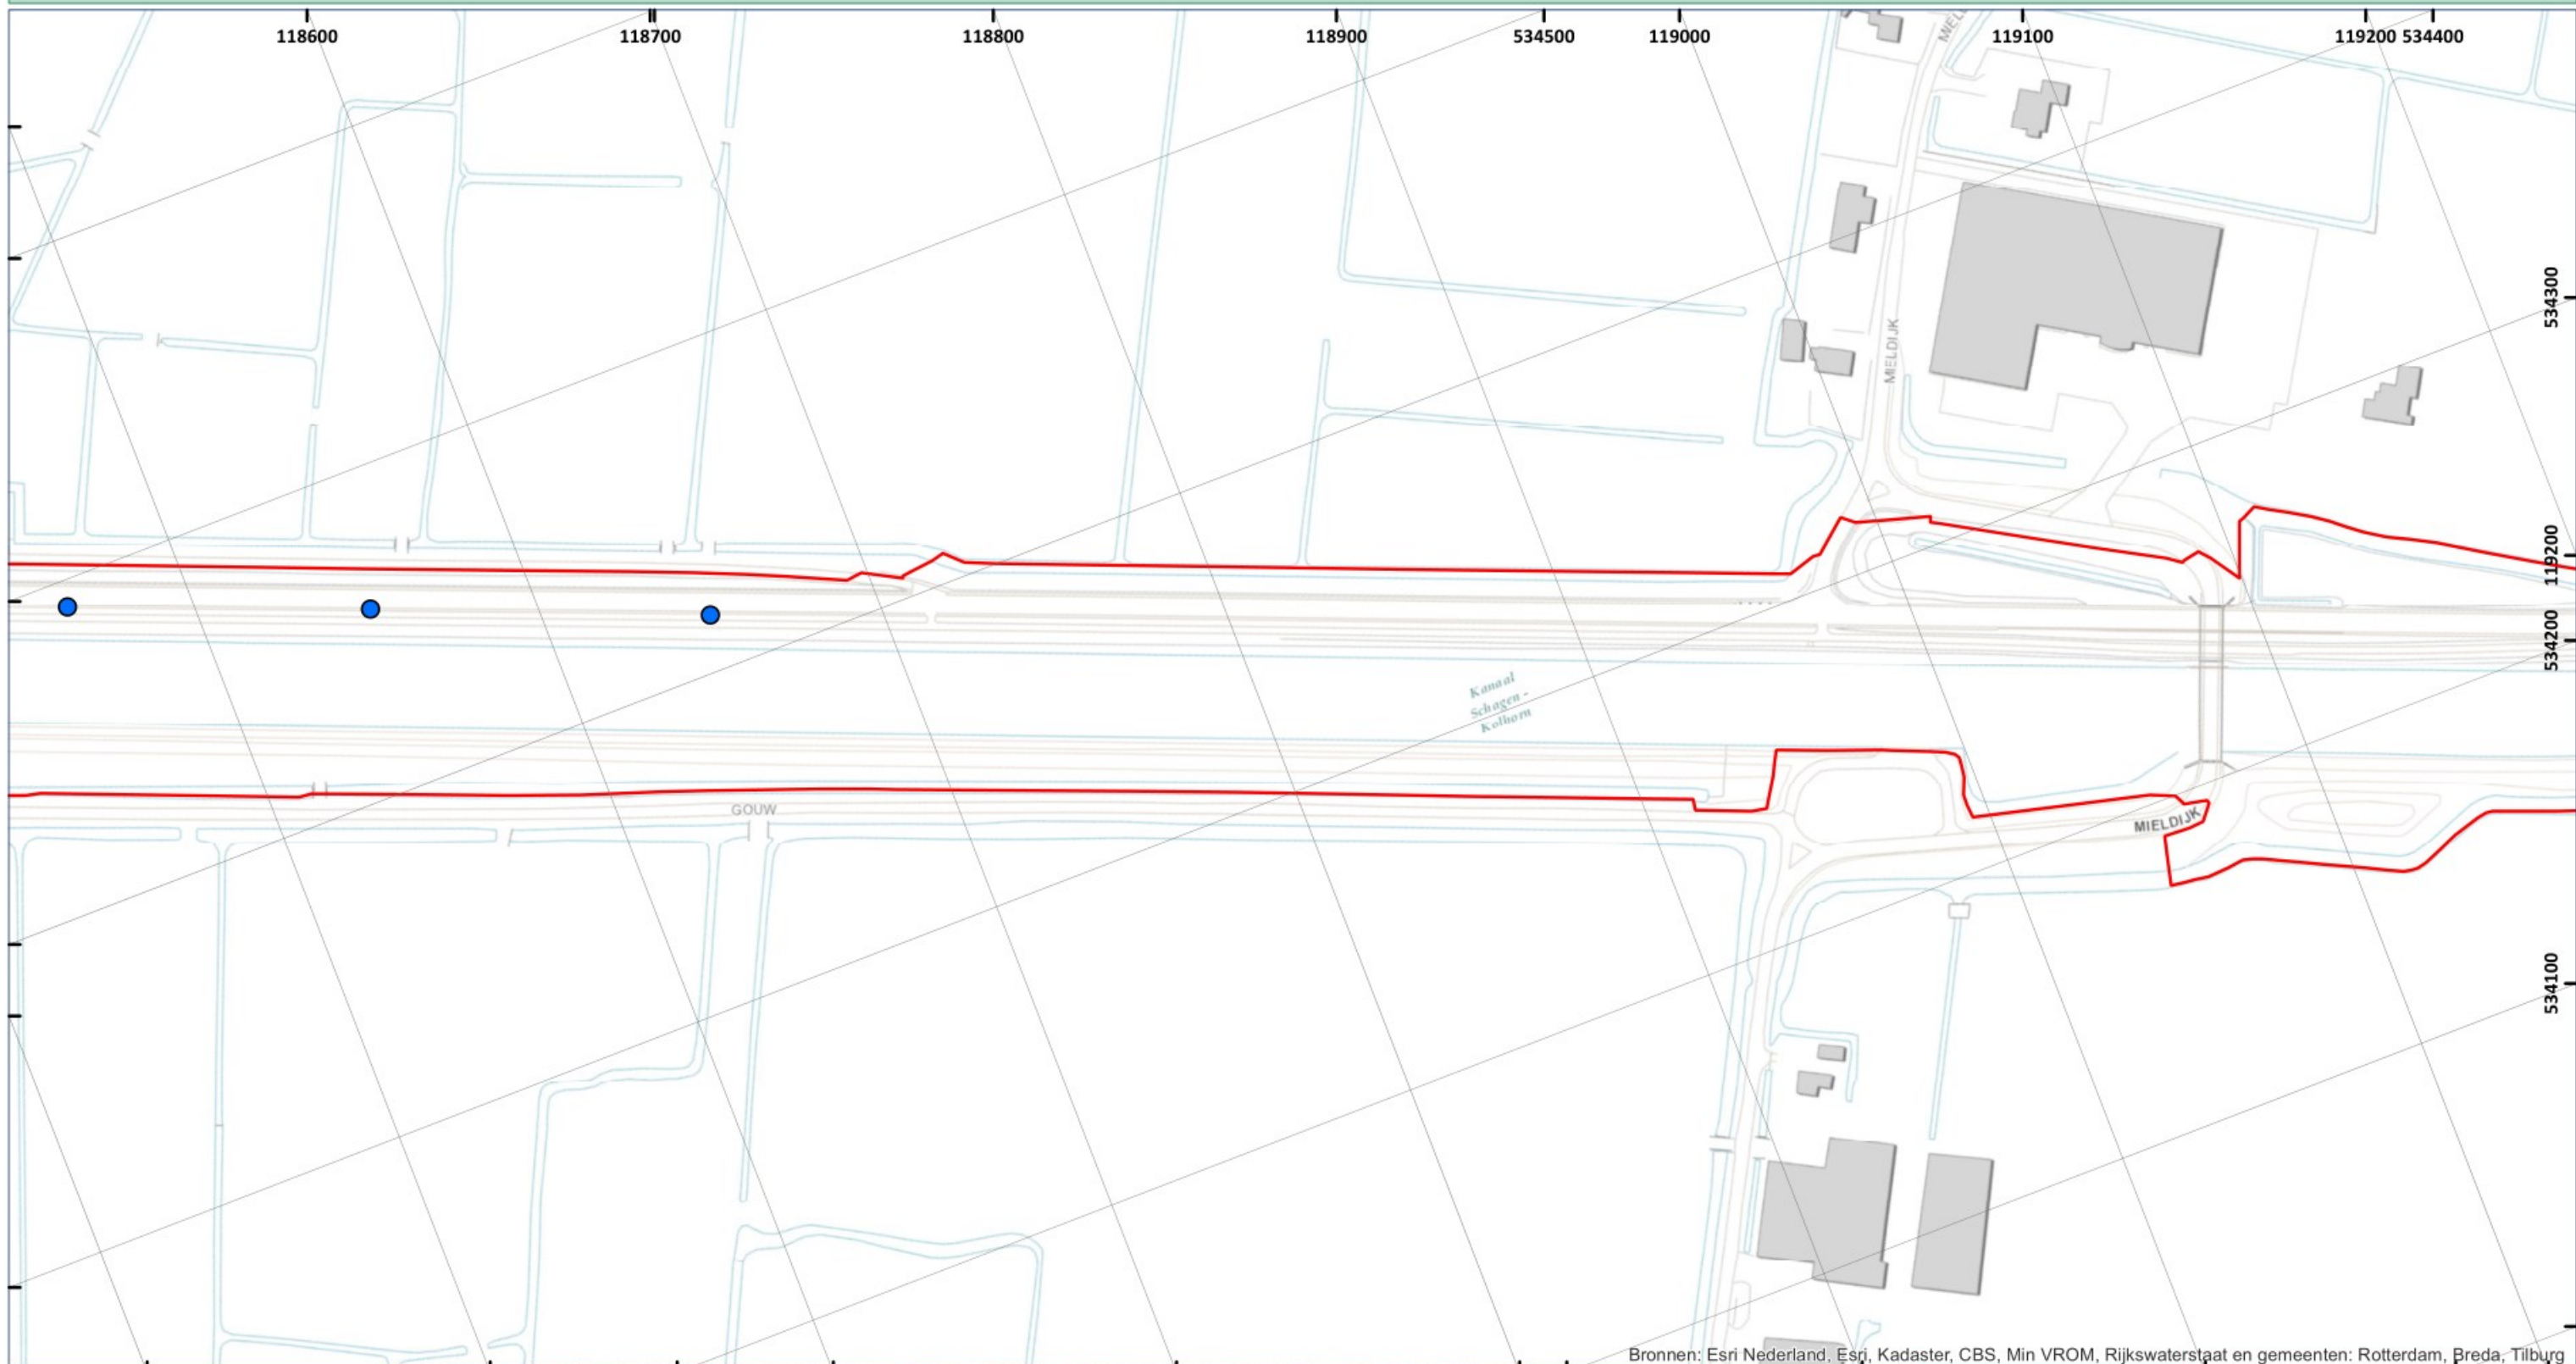 118600
118700
118800
118900
534500
119000
119100
119200 534400
534300
MIELDIJK
119200
534200
Kanaal
Schagen -
Kolhorn
GOUW
MIELDIJK
534100
Bronnen: Esri Nederland, Esri, Kadaster, CBS, Min VROM, Rijkswaterstaat en gemeenten: Rotterdam, Breda, Tilburg